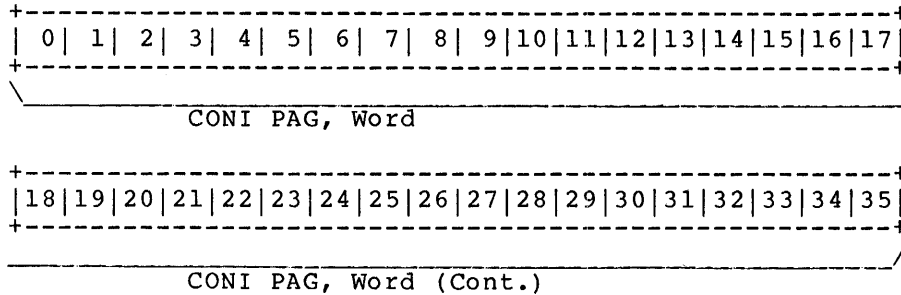 | 0| 1| 2| 3| 4| 5| 6| 7| 8| 9|10|11|12|13|14|15|16|17|
CONI PAG, Word
|18|19|20|21|22|23|24|25|26|27|28|29|30|31|32|33|34|35|
CONI PAG, Word (Cont.)